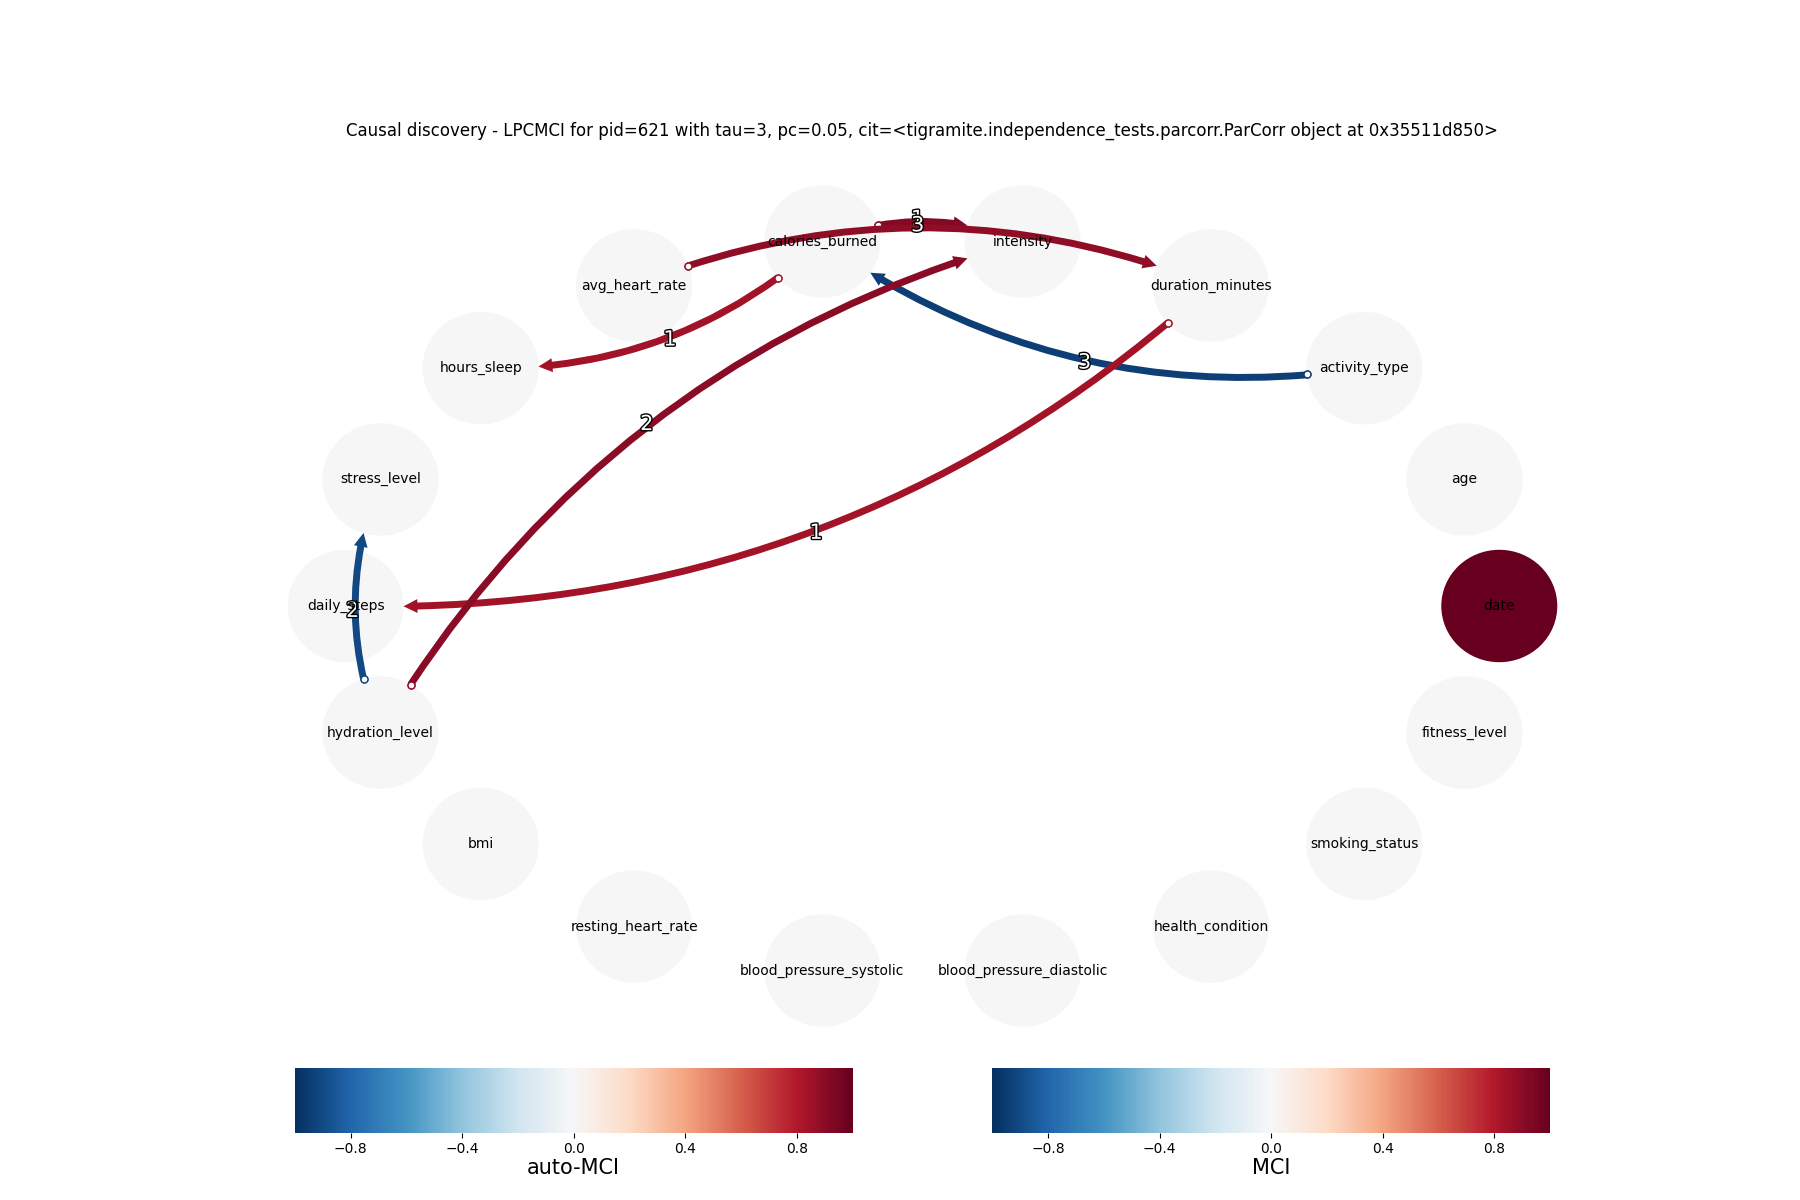 Causal discovery - LPCMCI for pid=621 with tau=3, pc=0.05, cit=<tigramite.independence_tests.parcorr.ParCorr object at 0x35511d850>
3
calories_burned
intensity
avg_heart_rate
duration_minutes
1
3
hours_sleep
activity_type
2
stress_level
age
1
daily_steps
2
date
hydration_level
fitness_level
bmi
smoking_status
resting_heart_rate
health_condition
blood_pressure_systolic
blood_pressure_diastolic
−0.8 −0.4 0.0 0.4 0.8
auto-MCI
−0.8 −0.4 0.0 0.4 0.8
MCI